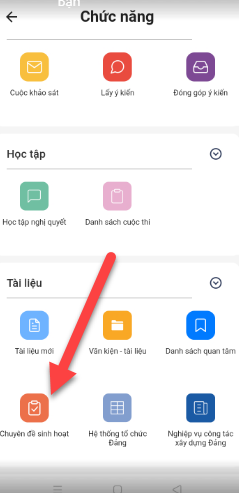 bạn
Chức năng
Cuộc khảo sát
Lấy ý kiến
Đóng góp ý kiến
Học tập
Học tập nghị quyết
Danh sách cuộc thi
Tài liệu
Tài liệu mới
Văn kiện - tài liệu
Danh sách quan tâm
Chuyên đề sinh hoạt
Hệ thống tổ chức
Đảng
Nghiệp vụ công tác
xây dựng Đảng